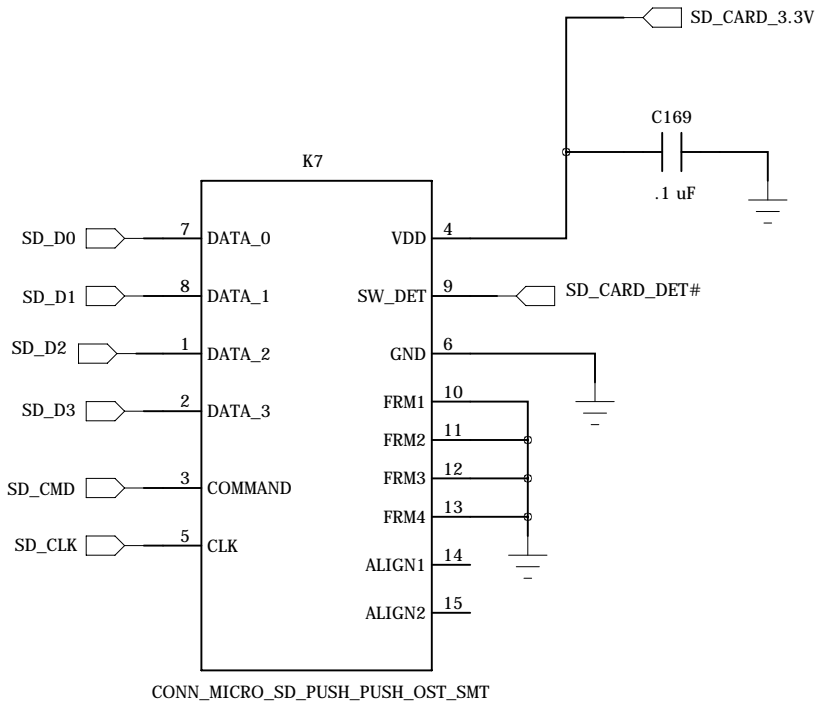 SD_CARD_3.3V
C169
.1 uF
K7
SD_D0 7 DATA_0 VDD 4
SD_D1 8 DATA_1 SW_DET 9 SD_CARD_DET#
SD_D2 1 DATA_2 GND 6
SD_D3 2 DATA_3 FRM1 10
FRM2 11
FRM3 12
SD_CMD 3 COMMAND
FRM4 13
SD_CLK 5 CLK
ALIGN1 14
ALIGN2 15
CONN_MICRO_SD_PUSH_PUSH_OST_SMT